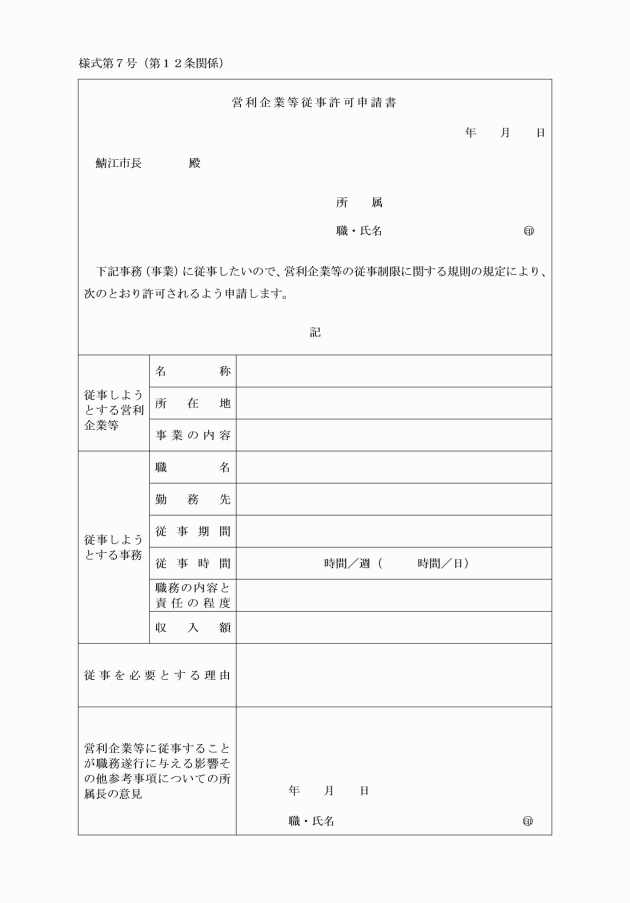 様式第７号（第１２条関係）
営利企業等従事許可申請書
年　　月　　日
鯖江市長　　　　殿
所　　属
職・氏名　　　　　　　　　　　　㊞
下記事務（事業）に従事したいので、営利企業等の従事制限に関する規則の規定により、
次のとおり許可されるよう申請します。
記
従事しよう
とする営利
企業等
名　　　　称
所　在　地
事業の内容
従事しよう
とする事務
職　　　　名
勤　務　先
従事期間
従事時間
時間／週（　　　時間／日）
職務の内容と
責任の程度
収　入　額
従事を必要とする理由
営利企業等に従事すること
が職務遂行に与える影響そ
の他参考事項についての所
属長の意見
年　　月　　日
職・氏名　　　　　　　　　　　　㊞